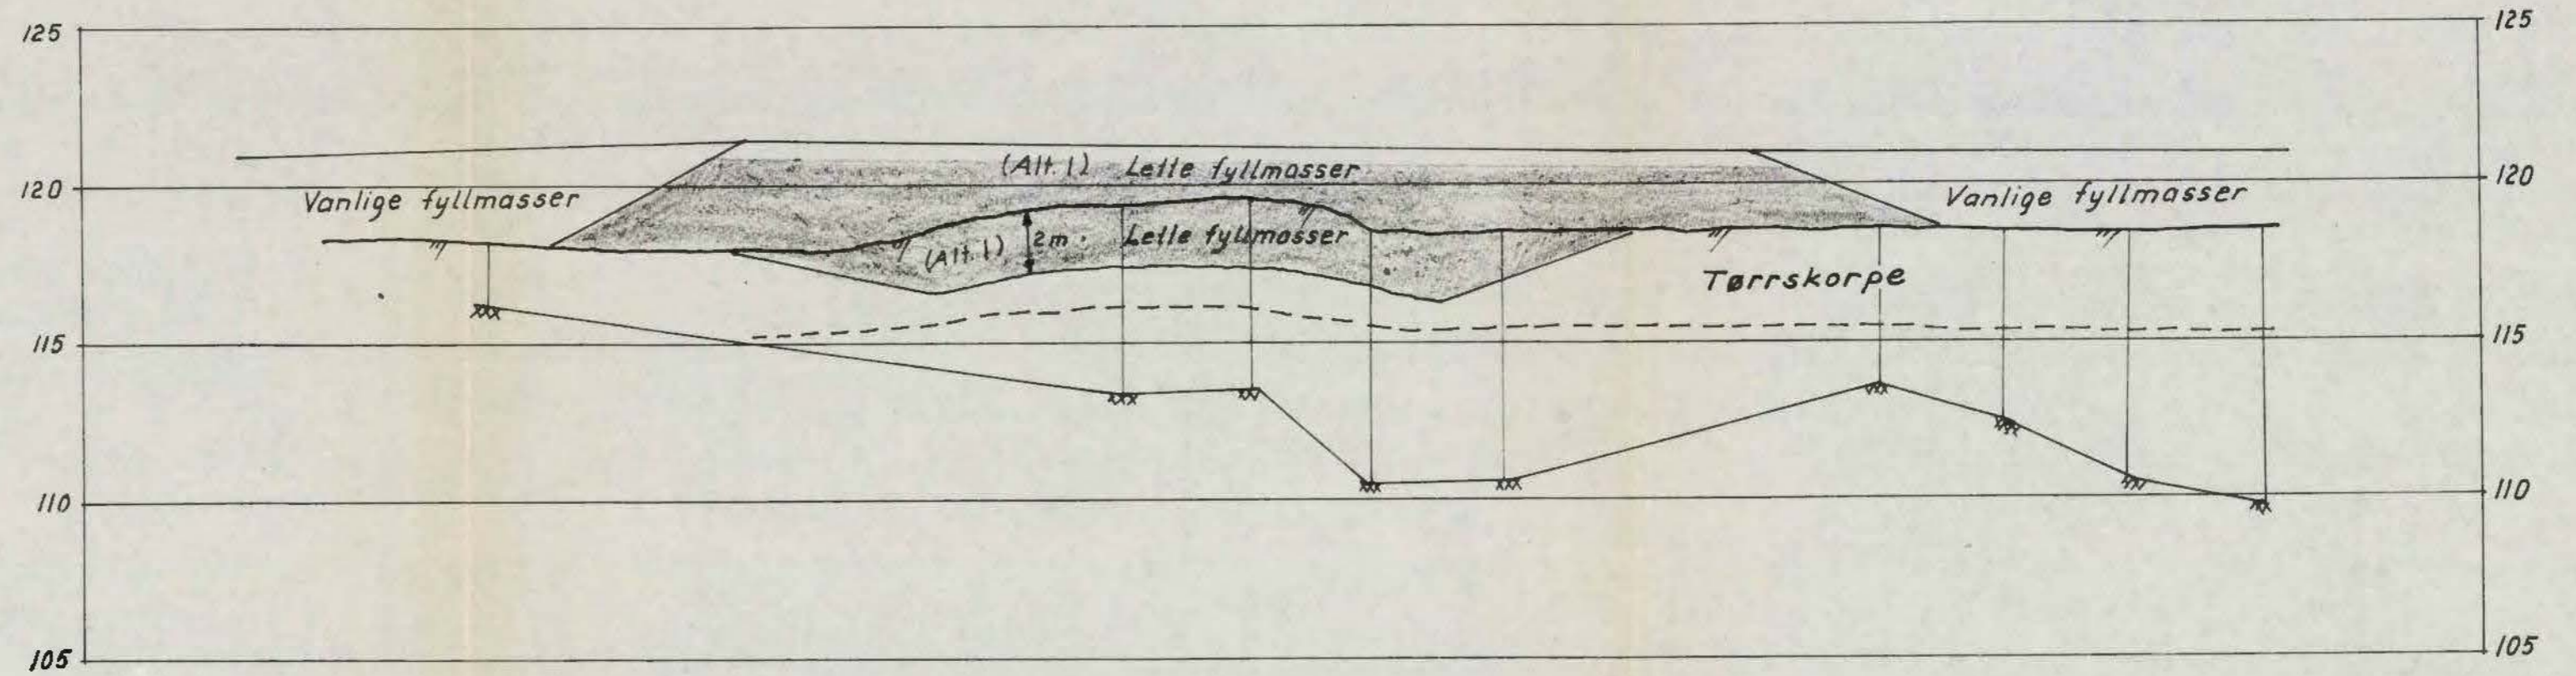 125
125
(Alt. 1) Lette fyllmasser
120
120
Vanlige fyllmasser
Vanlige fyllmasser
(Alt. 1) 2m. Lette fyllmasser
Tørrskorpe
115
115
110
110
105
105